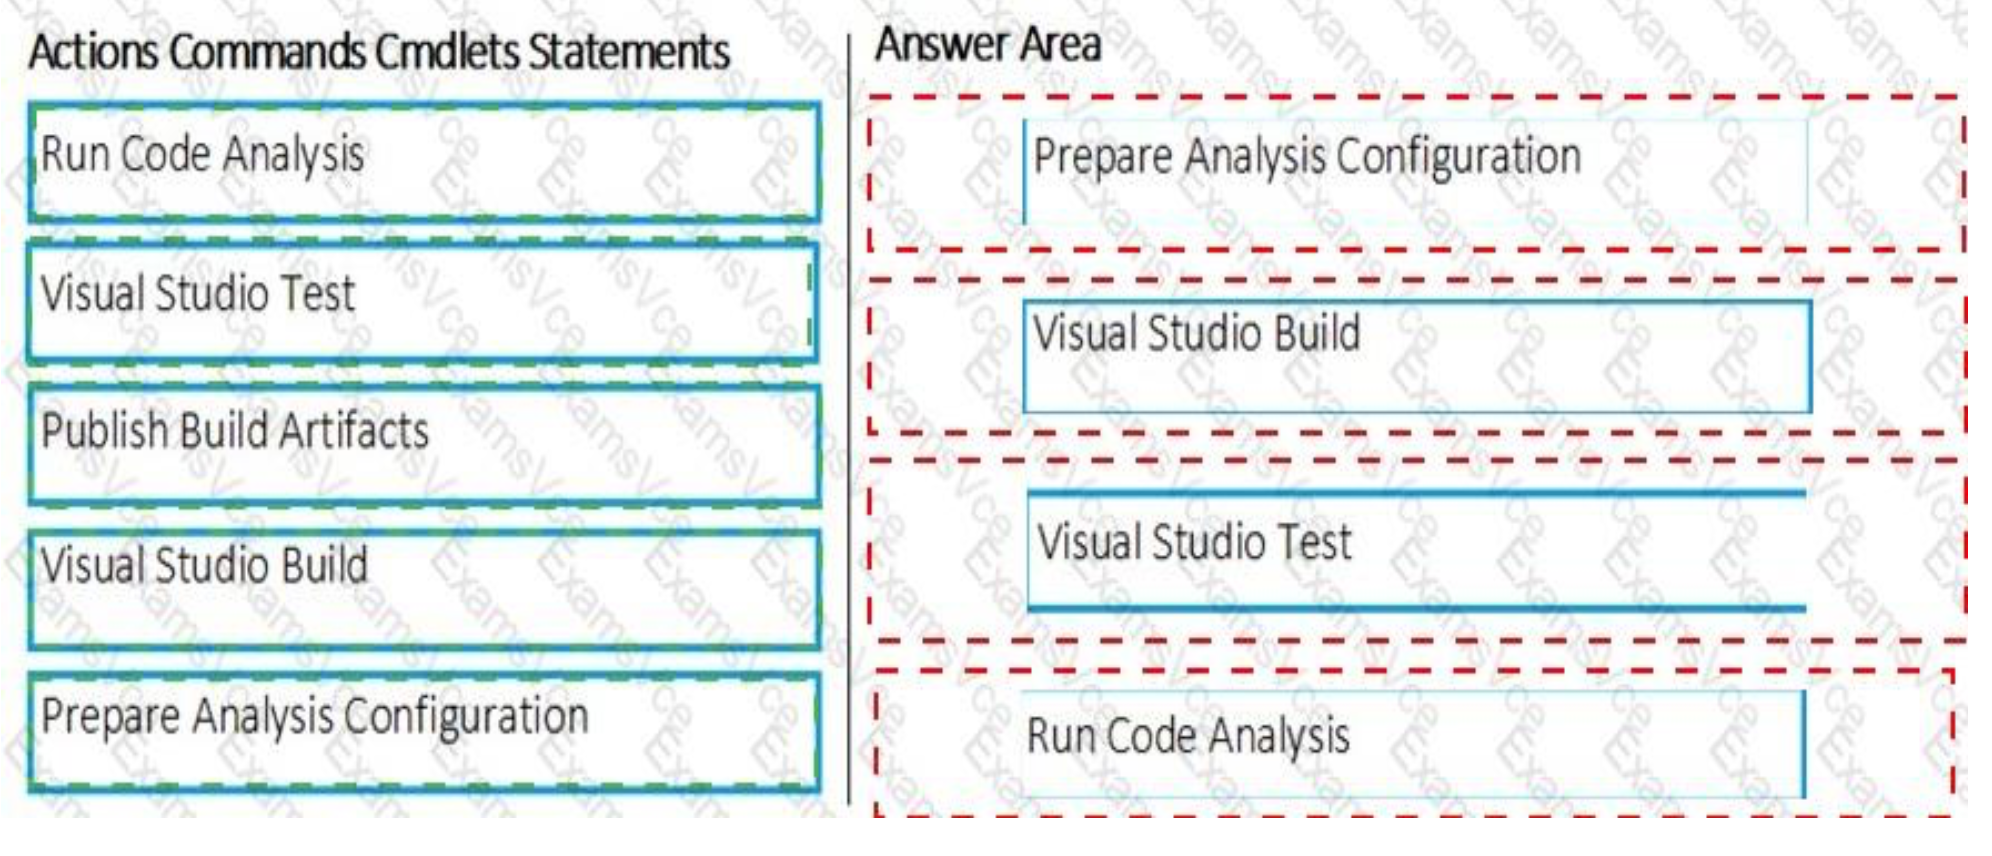 Actions Commands Cmdlets Statements
Run Code Analysis
Visual Studio Test
Publish Build Artifacts
Visual Studio Build
Prepare Analysis Configuration
Answer Area
Prepare Analysis Configuration
Visual Studio Build
Visual Studio Test
Run Code Analysis
ExamsVce